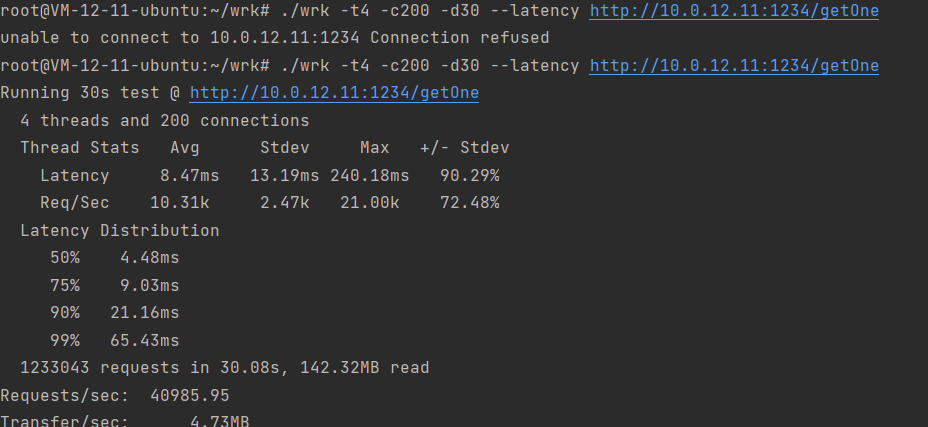 root@VM-12-11-ubuntu:~/wrk# ./wrk -t4 -c200 -d30 --latency http://10.0.12.11:1234/getOne
unable to connect to 10.0.12.11:1234 Connection refused
root@VM-12-11-ubuntu:~/wrk# ./wrk -t4 -c200 -d30 --latency http://10.0.12.11:1234/getOne
Running 30s test @ http://10.0.12.11:1234/getOne
  4 threads and 200 connections
  Thread Stats   Avg      Stdev     Max   +/- Stdev
    Latency     8.47ms   13.19ms 240.18ms   90.29%
    Req/Sec    10.31k     2.47k   21.00k    72.48%
  Latency Distribution
     50%    4.48ms
     75%    9.03ms
     90%   21.16ms
     99%   65.43ms
  1233043 requests in 30.08s, 142.32MB read
Requests/sec:  40985.95
Transfer/sec:      4.73MB